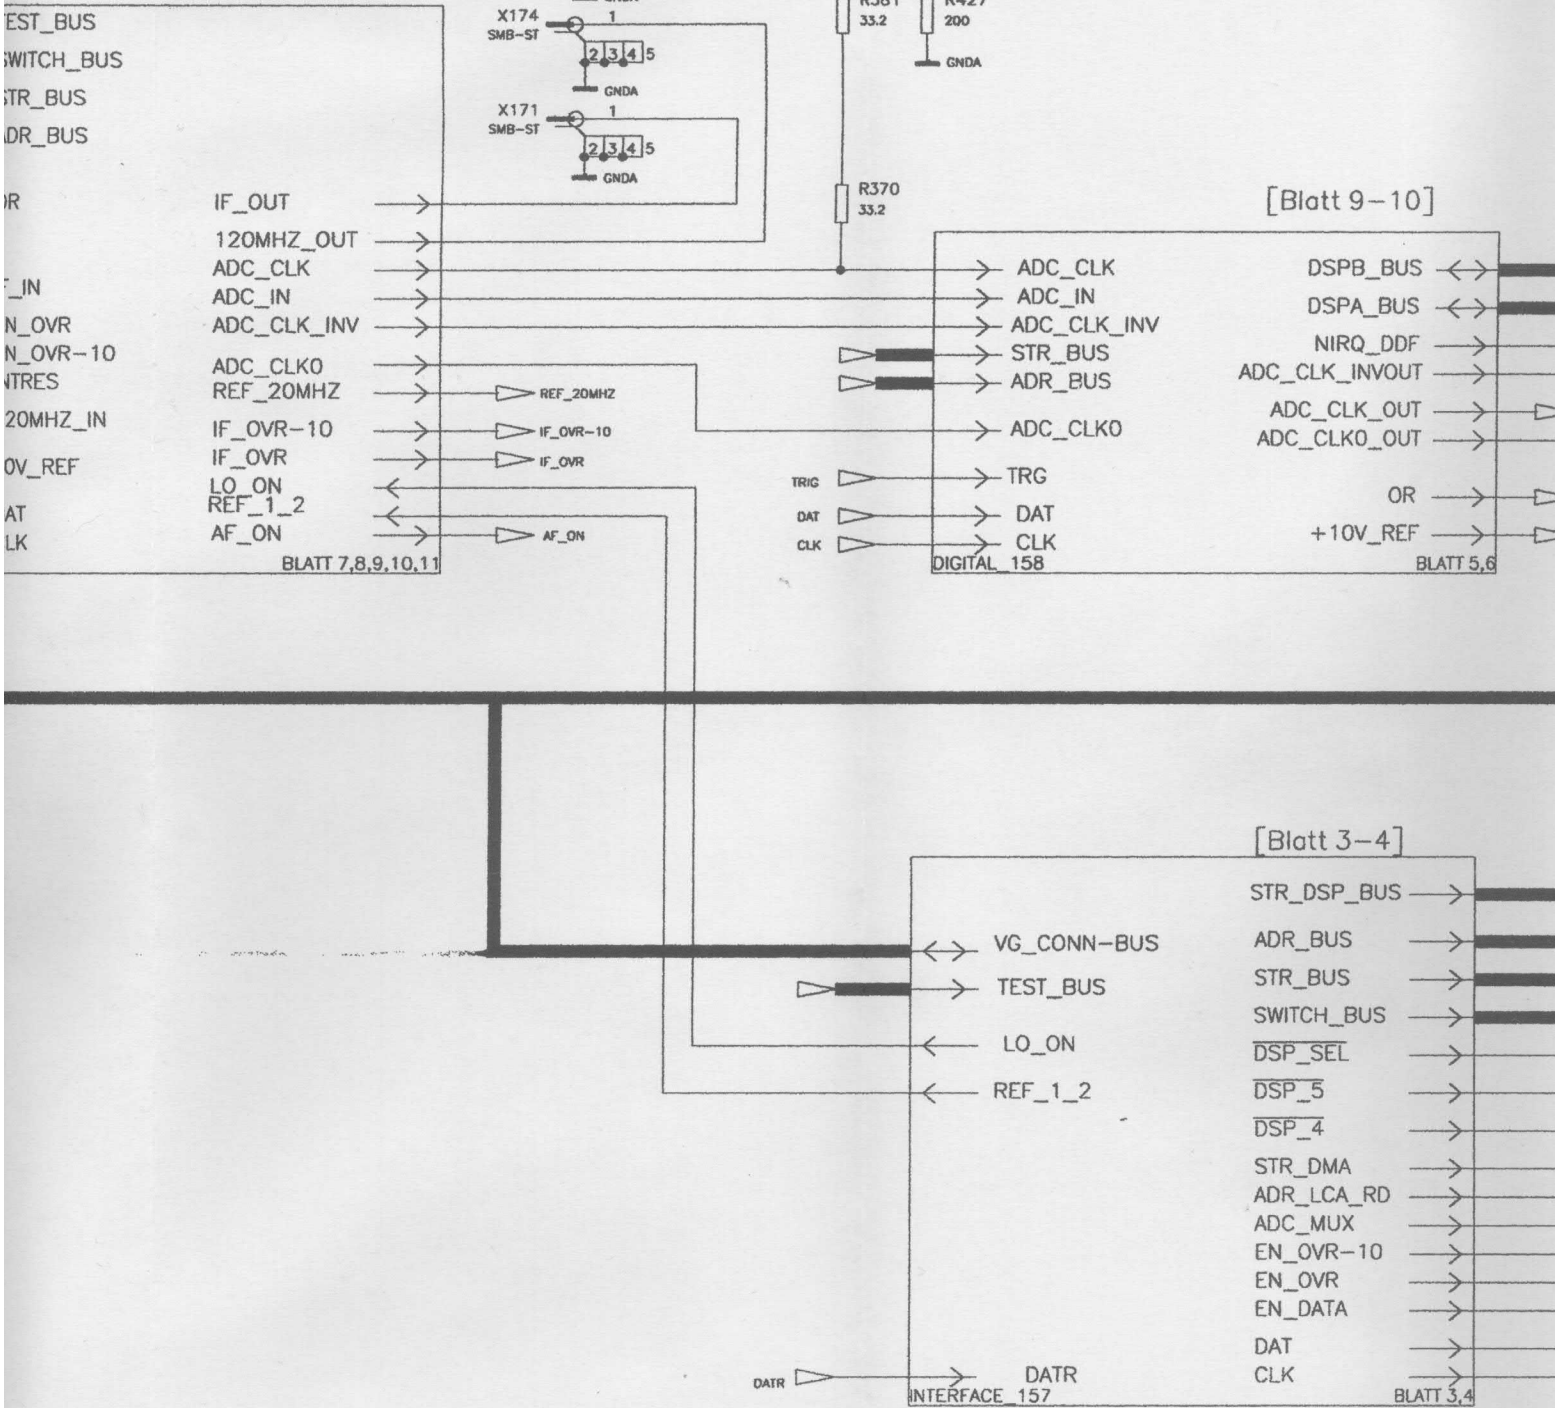 TEST_BUS
SWITCH_BUS
STR_BUS
ADR_BUS
OR
N_OVR
N_OVR-10
NTRES
20MHZ_IN
0V_REF
AT
LK
IF_OUT
120MHZ_OUT
ADC_CLK
ADC_IN
ADC_CLK_INV
ADC_CLK0
REF_20MHZ
IF_OVR-10
IF_OVR
LO_ON
REF_1_2
AF_ON
BLATT 7,8,9,10,11
X174
SMB-ST
1
2 3 4 5
GNDA
X171
SMB-ST
1
2 3 4 5
GNDA
REF_20MHZ
IF_OVR-10
IF_OVR
AF_ON
R381
33.2
R427
200
GNDA
R370
33.2
[Blatt 9-10]
ADC_CLK
ADC_IN
ADC_CLK_INV
STR_BUS
ADR_BUS
ADC_CLK0
TRIG
TRG
DAT
DAT
CLK
CLK
DIGITAL_158
DSPB_BUS
DSPA_BUS
NIRQ_DDF
ADC_CLK_INVOUT
ADC_CLK_OUT
ADC_CLK0_OUT
OR
+10V_REF
BLATT 5,6
[Blatt 3-4]
VG_CONN-BUS
TEST_BUS
LO_ON
REF_1_2
DATR
DATR
INTERFACE_157
STR_DSP_BUS
ADR_BUS
STR_BUS
SWITCH_BUS
DSP_SEL
DSP_5
DSP_4
STR_DMA
ADR_LCA_RD
ADC_MUX
EN_OVR-10
EN_OVR
EN_DATA
DAT
CLK
BLATT 3,4